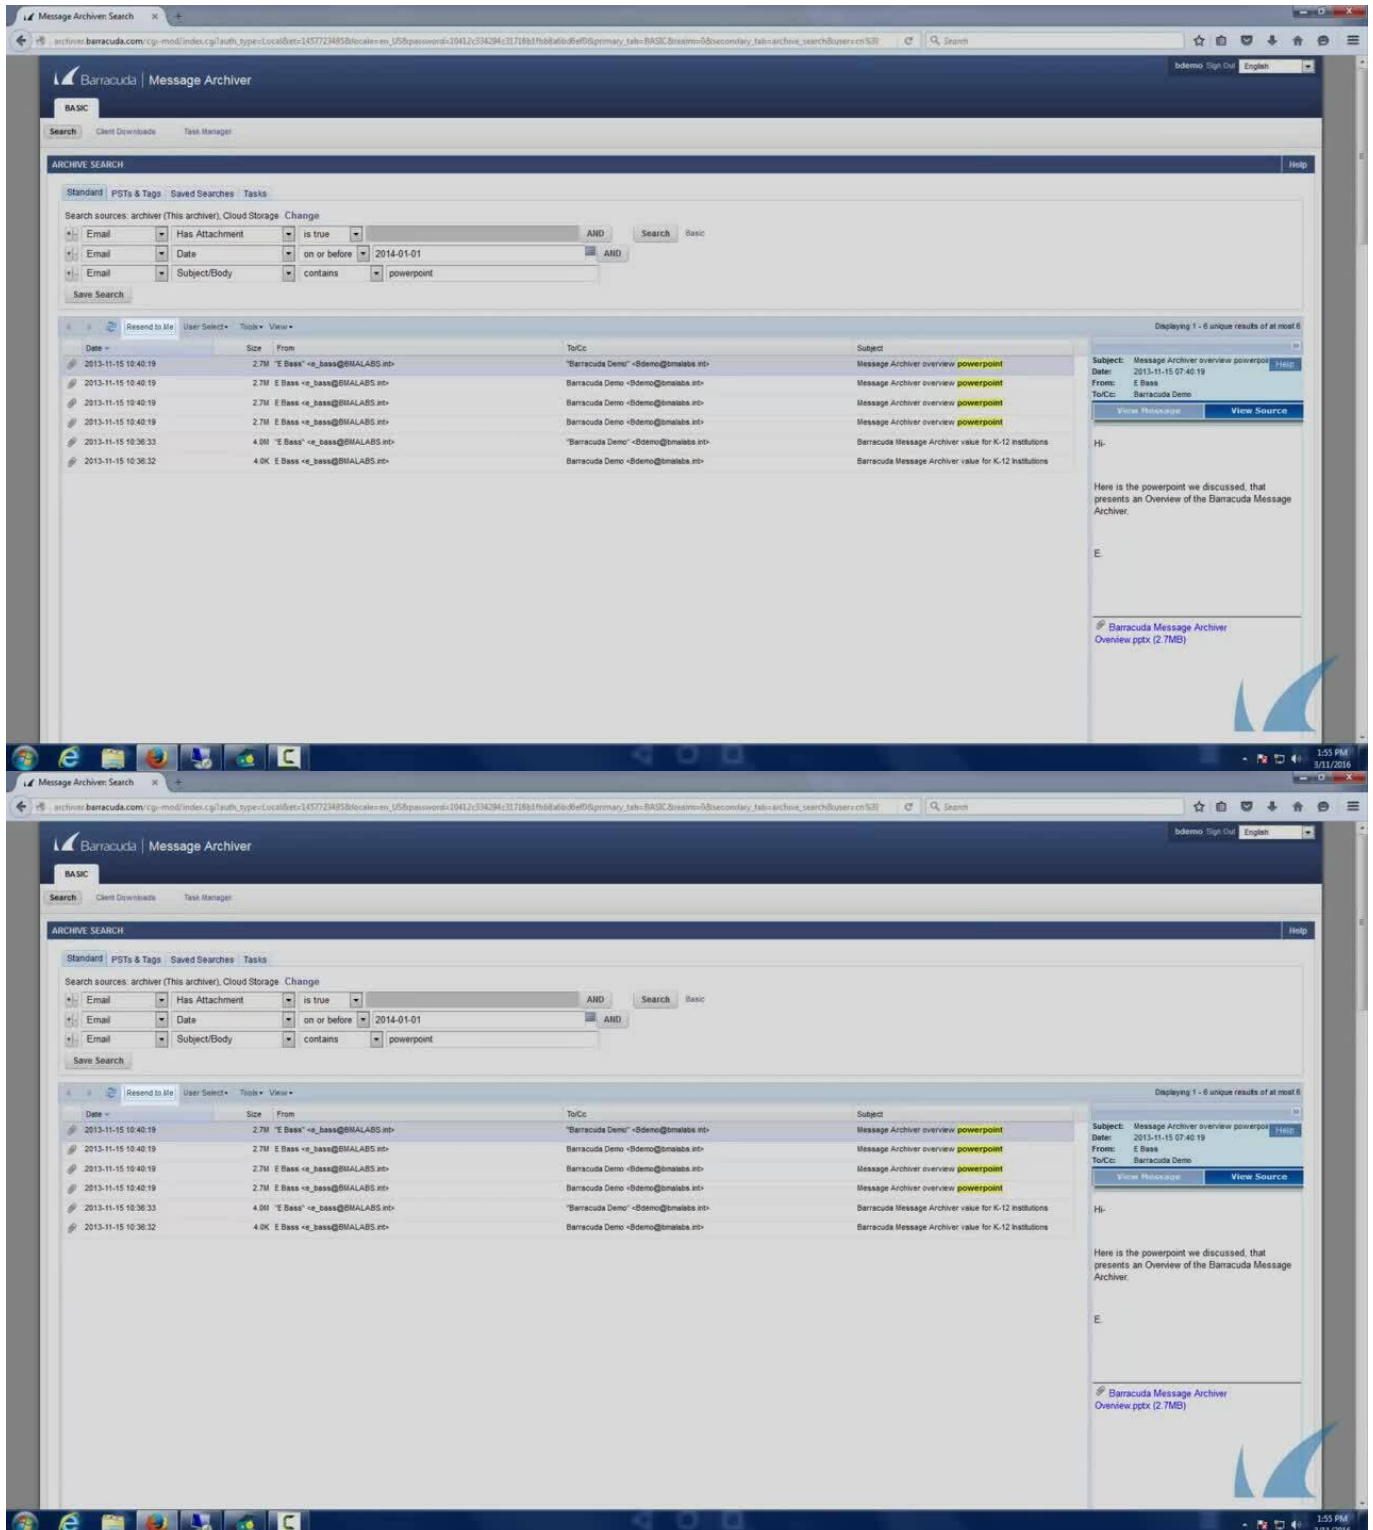 Message Archiver: Search
Search
bdemo Sign Out English
Barracuda | Message Archiver
BASIC
Search Client Downloads Task Manager
ARCHIVE SEARCH Help
Standard PSTs & Tags Saved Searches Tasks
Search sources: archiver (This archiver), Cloud Storage Change
Email Has Attachment is true AND Search Basic
Email Date on or before 2014-01-01 AND
Email Subject/Body contains powerpoint
Save Search
Resend to Me User Select Tools View Displaying 1 - 6 unique results of at most 6
Date Size From To/Cc Subject
2013-11-15 10:40:19 2.7M "E Bass" <e_bass@BMALABS.int> "Barracuda Demo" <Bdemo@bmalabs.int> Message Archiver overview powerpoint
2013-11-15 10:40:19 2.7M E Bass <e_bass@BMALABS.int> Barracuda Demo <Bdemo@bmalabs.int> Message Archiver overview powerpoint
2013-11-15 10:40:19 2.7M E Bass <e_bass@BMALABS.int> Barracuda Demo <Bdemo@bmalabs.int> Message Archiver overview powerpoint
2013-11-15 10:40:19 2.7M E Bass <e_bass@BMALABS.int> Barracuda Demo <Bdemo@bmalabs.int> Message Archiver overview powerpoint
2013-11-15 10:36:33 4.0M "E Bass" <e_bass@BMALABS.int> "Barracuda Demo" <Bdemo@bmalabs.int> Barracuda Message Archiver value for K-12 Institutions
2013-11-15 10:36:32 4.0K E Bass <e_bass@BMALABS.int> Barracuda Demo <Bdemo@bmalabs.int> Barracuda Message Archiver value for K-12 Institutions
Subject: Message Archiver overview powerpoi Help
Date: 2013-11-15 07:40:19
From: E Bass
To/Cc: Barracuda Demo
View Message View Source
Hi-
Here is the powerpoint we discussed, that
presents an Overview of the Barracuda Message
Archiver.
E.
Barracuda Message Archiver
Overview.pptx (2.7MB)
1:55 PM
3/11/2016
Message Archiver: Search
Search
bdemo Sign Out English
Barracuda | Message Archiver
BASIC
Search Client Downloads Task Manager
ARCHIVE SEARCH Help
Standard PSTs & Tags Saved Searches Tasks
Search sources: archiver (This archiver), Cloud Storage Change
Email Has Attachment is true AND Search Basic
Email Date on or before 2014-01-01 AND
Email Subject/Body contains powerpoint
Save Search
Resend to Me User Select Tools View Displaying 1 - 6 unique results of at most 6
Date Size From To/Cc Subject
2013-11-15 10:40:19 2.7M "E Bass" <e_bass@BMALABS.int> "Barracuda Demo" <Bdemo@bmalabs.int> Message Archiver overview powerpoint
2013-11-15 10:40:19 2.7M E Bass <e_bass@BMALABS.int> Barracuda Demo <Bdemo@bmalabs.int> Message Archiver overview powerpoint
2013-11-15 10:40:19 2.7M E Bass <e_bass@BMALABS.int> Barracuda Demo <Bdemo@bmalabs.int> Message Archiver overview powerpoint
2013-11-15 10:40:19 2.7M E Bass <e_bass@BMALABS.int> Barracuda Demo <Bdemo@bmalabs.int> Message Archiver overview powerpoint
2013-11-15 10:36:33 4.0M "E Bass" <e_bass@BMALABS.int> "Barracuda Demo" <Bdemo@bmalabs.int> Barracuda Message Archiver value for K-12 Institutions
2013-11-15 10:36:32 4.0K E Bass <e_bass@BMALABS.int> Barracuda Demo <Bdemo@bmalabs.int> Barracuda Message Archiver value for K-12 Institutions
Subject: Message Archiver overview powerpoi Help
Date: 2013-11-15 07:40:19
From: E Bass
To/Cc: Barracuda Demo
View Message View Source
Hi-
Here is the powerpoint we discussed, that
presents an Overview of the Barracuda Message
Archiver.
E.
Barracuda Message Archiver
Overview.pptx (2.7MB)
1:55 PM